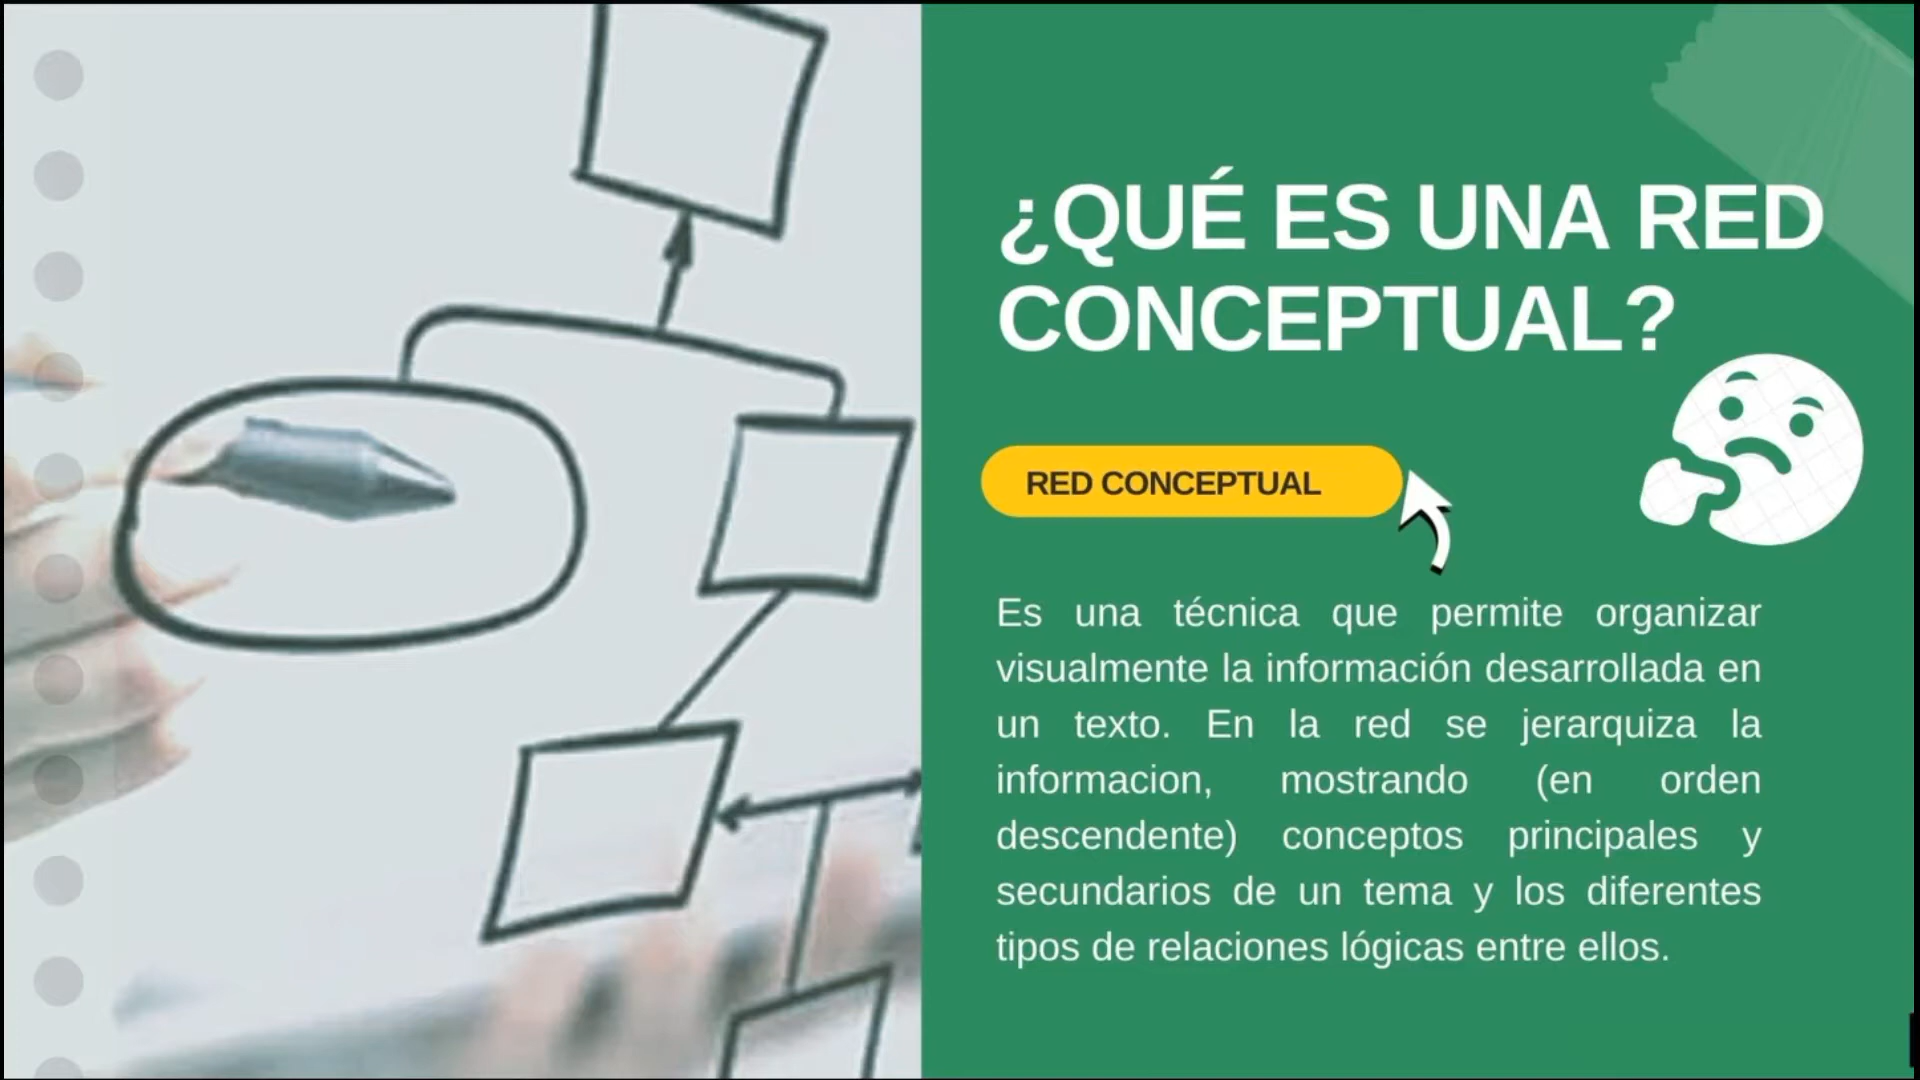 ¿QUÉ ES UNA RED
CONCEPTUAL?
RED CONCEPTUAL
Es una técnica que permite organizar
visualmente la información desarrollada en
un texto. En la red se jerarquiza la
informacion, mostrando (en orden
descendente) conceptos principales y
secundarios de un tema y los diferentes
tipos de relaciones lógicas entre ellos.